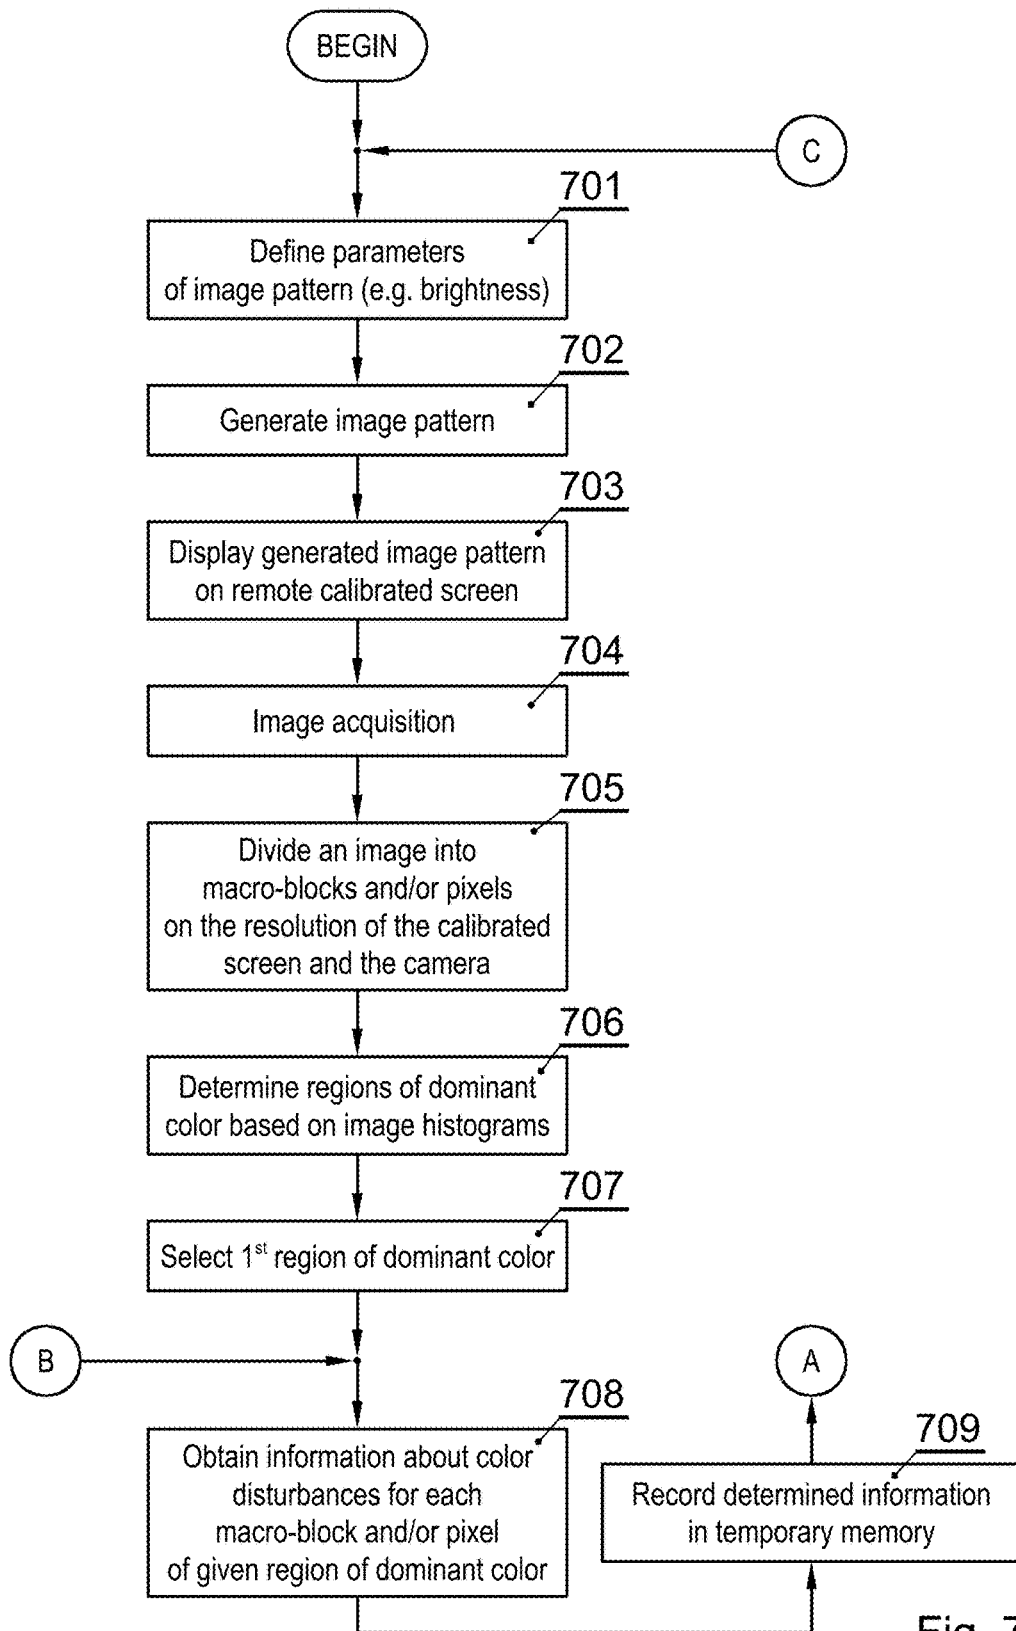 BEGIN
C
701
Define parameters
of image pattern (e.g. brightness)
702
Generate image pattern
703
Display generated image pattern
on remote calibrated screen
704
Image acquisition
705
Divide an image into
macro-blocks and/or pixels
on the resolution of the calibrated
screen and the camera
706
Determine regions of dominant
color based on image histograms
707
Select 1st region of dominant color
B
A
708
Obtain information about color
disturbances for each
macro-block and/or pixel
of given region of dominant color
709
Record determined information
in temporary memory
Fig. 7